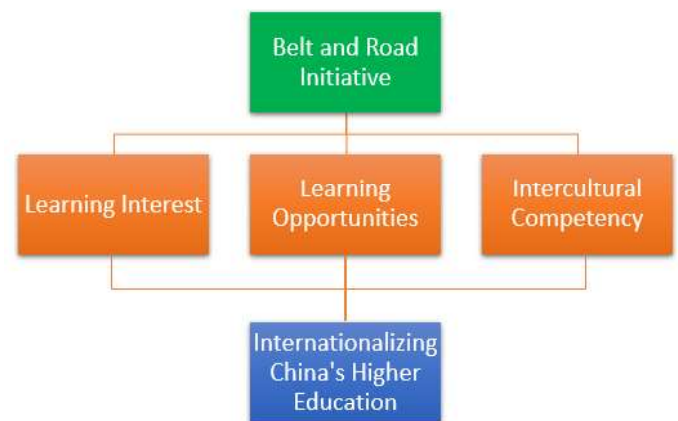 Belt and Road
Initiative
Learning Interest
Learning
Opportunities
Intercultural
Competency
Internationalizing
China's Higher
Education